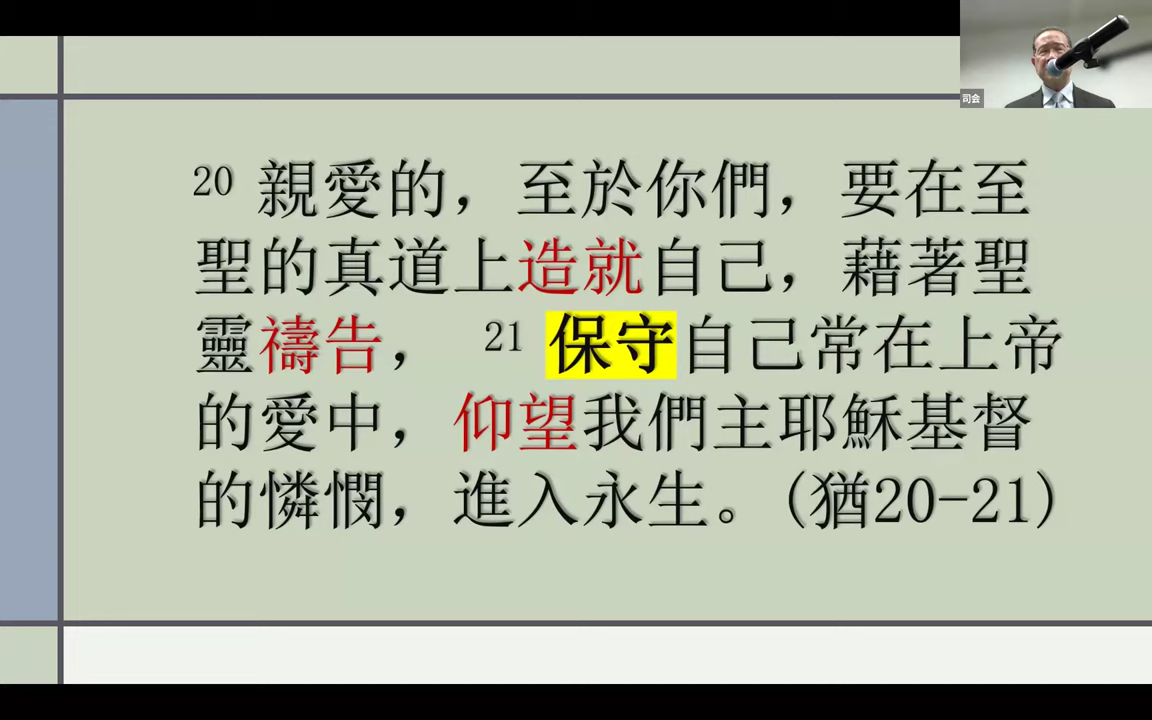 司会
20 親愛的，至於你們，要在至
聖的真道上造就自己，藉著聖
靈禱告， 21 保守自己常在上帝
的愛中，仰望我們主耶穌基督
的憐憫，進入永生。(猶20-21)